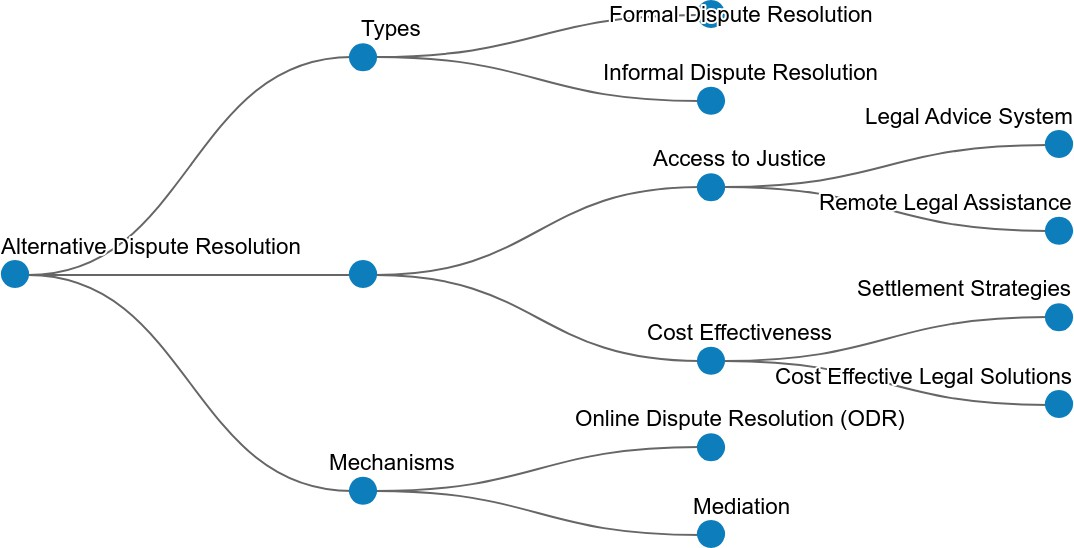 Formal Dispute Resolution
Types
Informal Dispute Resolution
Legal Advice System
Access to Justice
Remote Legal Assistance
Alternative Dispute Resolution
Settlement Strategies
Cost Effectiveness
Cost Effective Legal Solutions
Online Dispute Resolution (ODR)
Mechanisms
Mediation